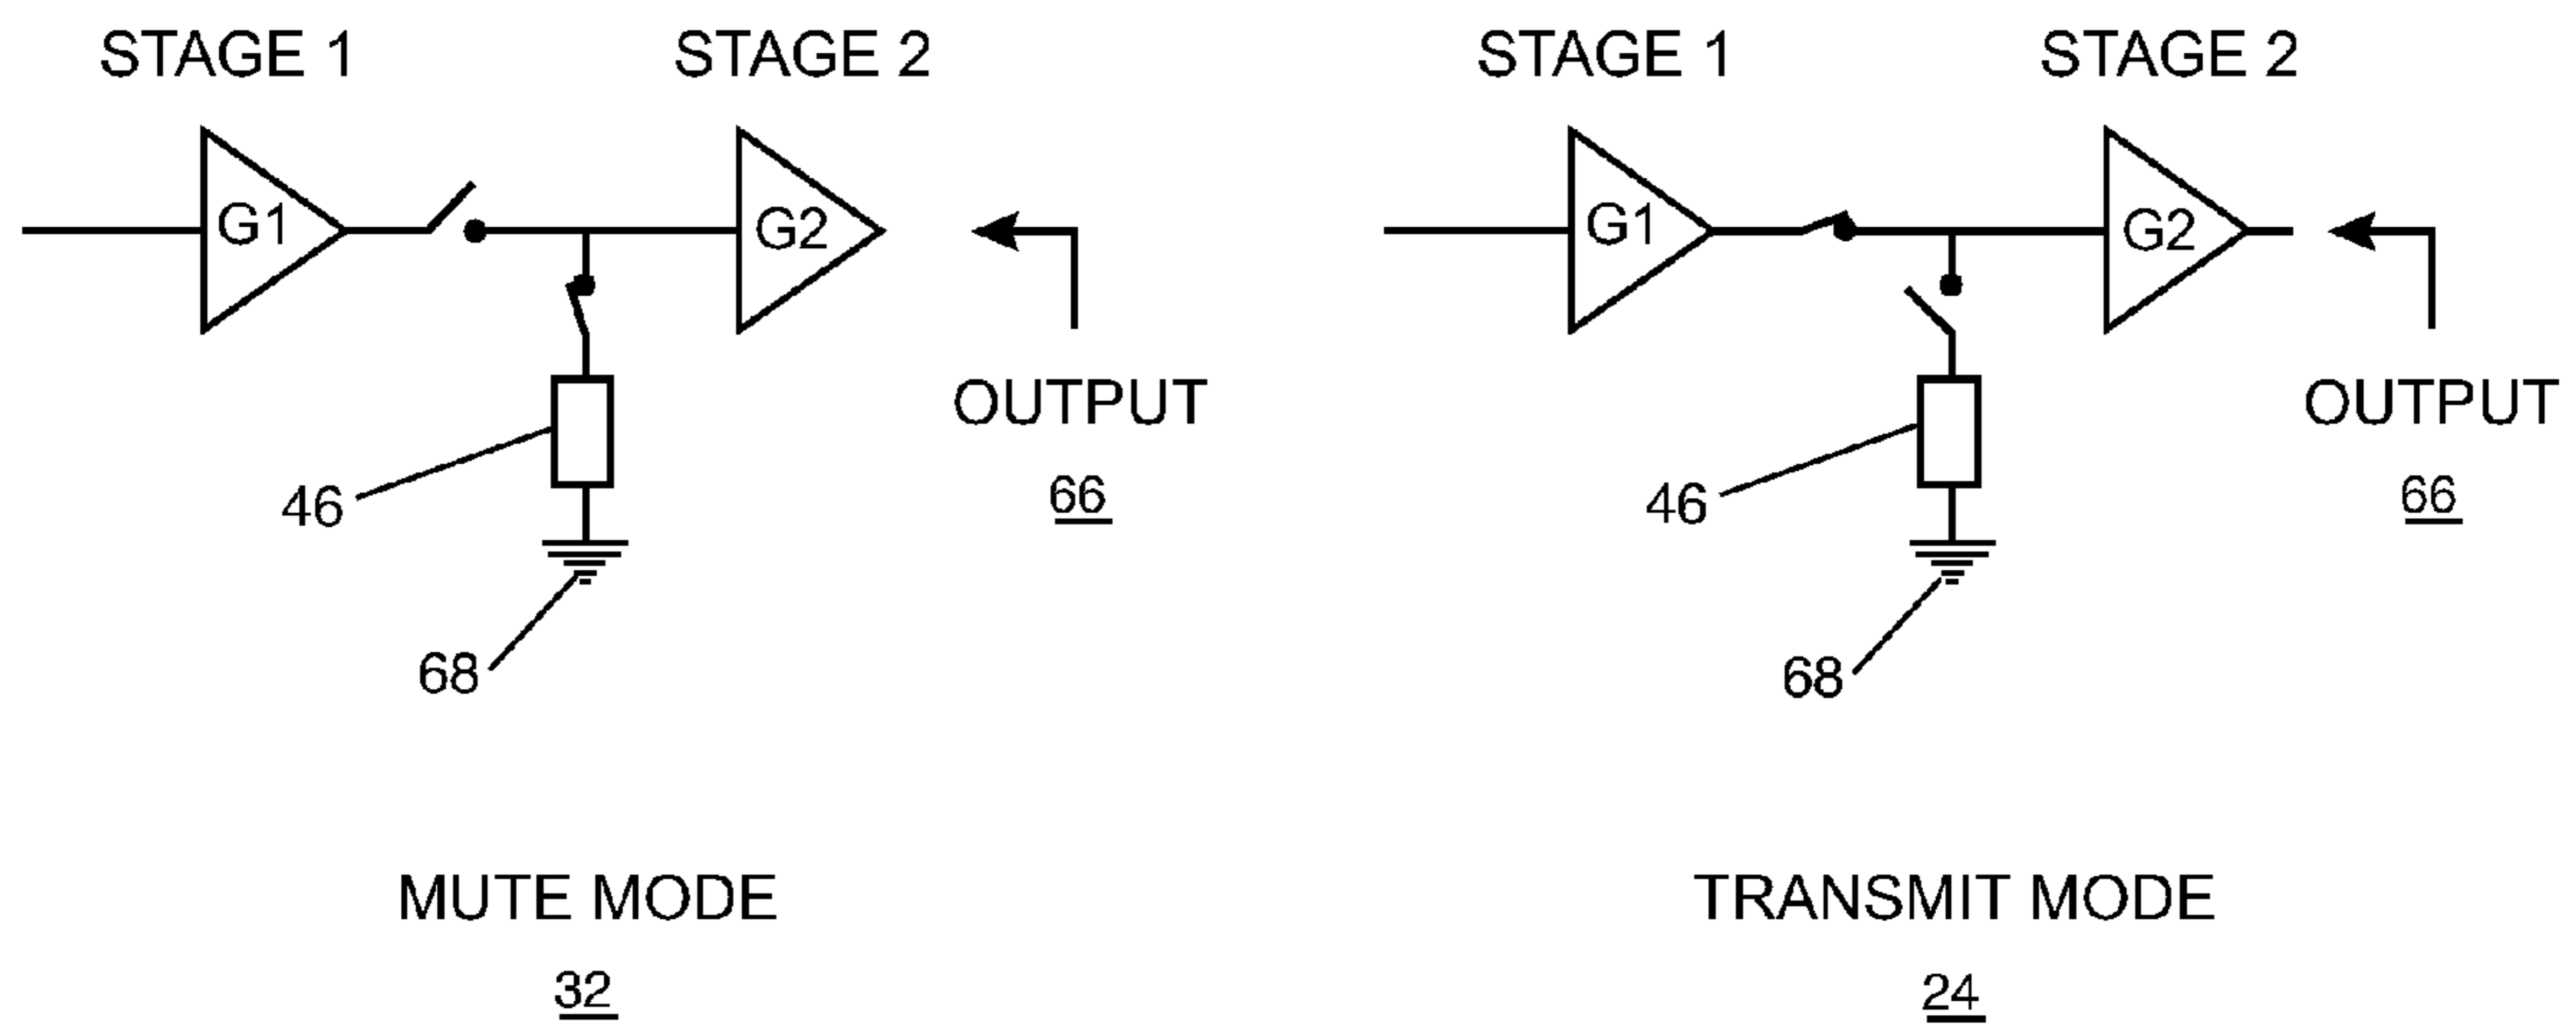 STAGE 1
STAGE 2
G1
G2
OUTPUT
66
46
68
MUTE MODE
32
STAGE 1
STAGE 2
G1
G2
OUTPUT
66
46
68
TRANSMIT MODE
24